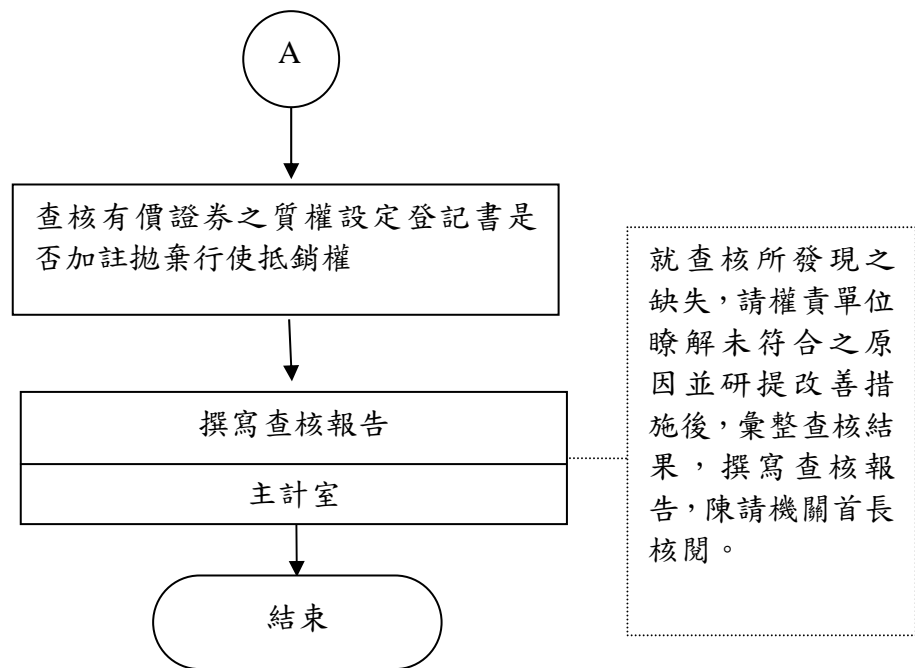 A
查核有價證券之質權設定登記書是
否加註拋棄行使抵銷權
就查核所發現之
缺失，請權責單位
瞭解未符合之原
因並研提改善措
施後，彙整查核結
果，撰寫查核報
告，陳請機關首長
核閱。
撰寫查核報告
主計室
結束